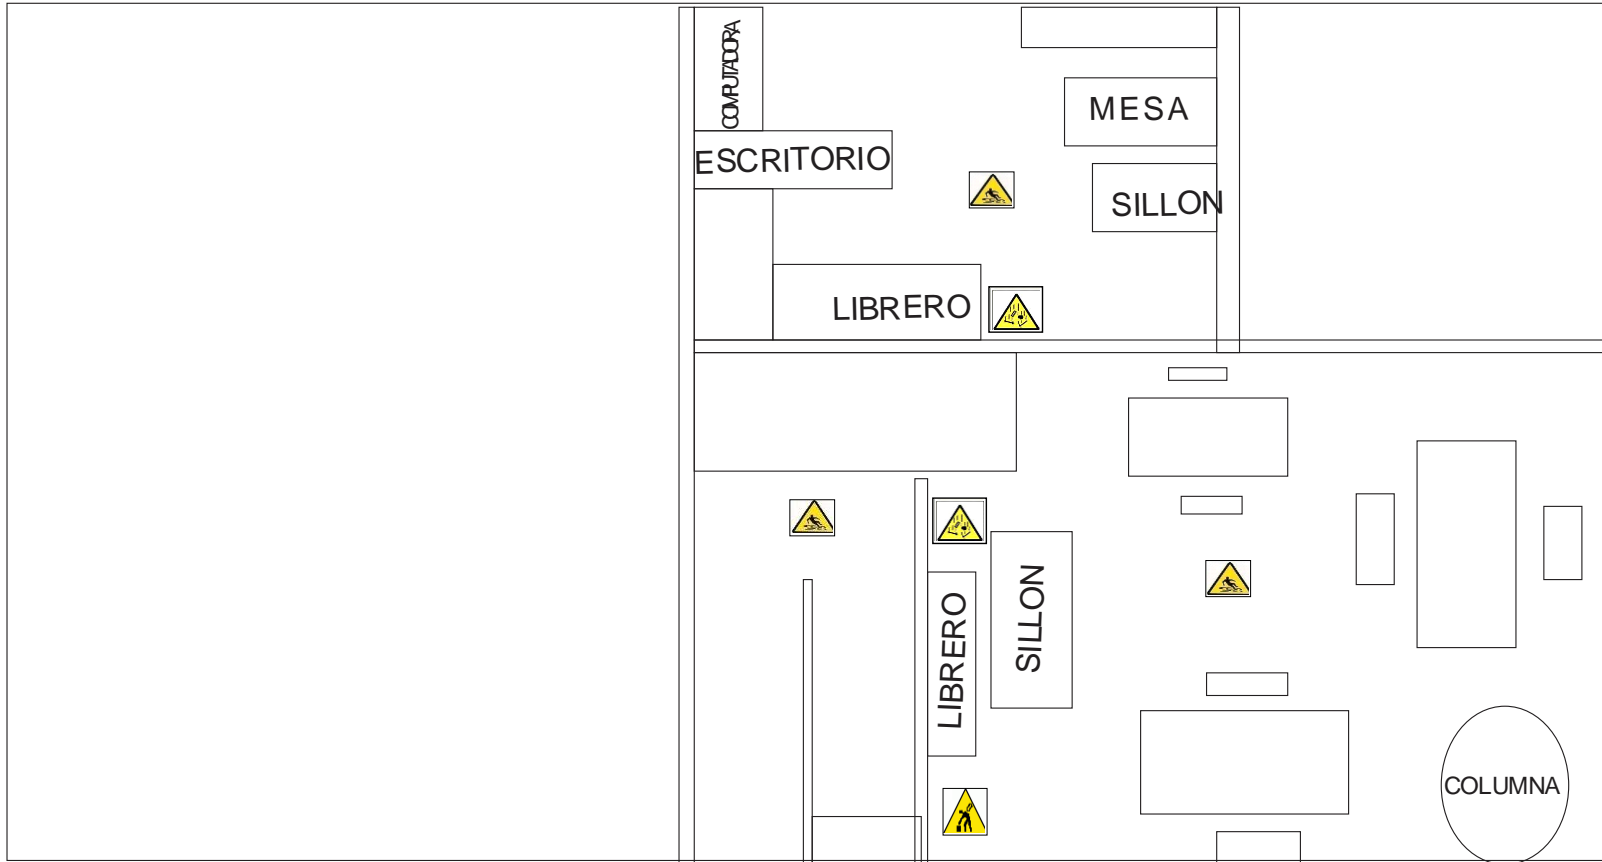 COMPUTADORA
MESA
ESCRITORIO
SILLON
LIBRERO
LIBRERO
SILLON
COLUMNA